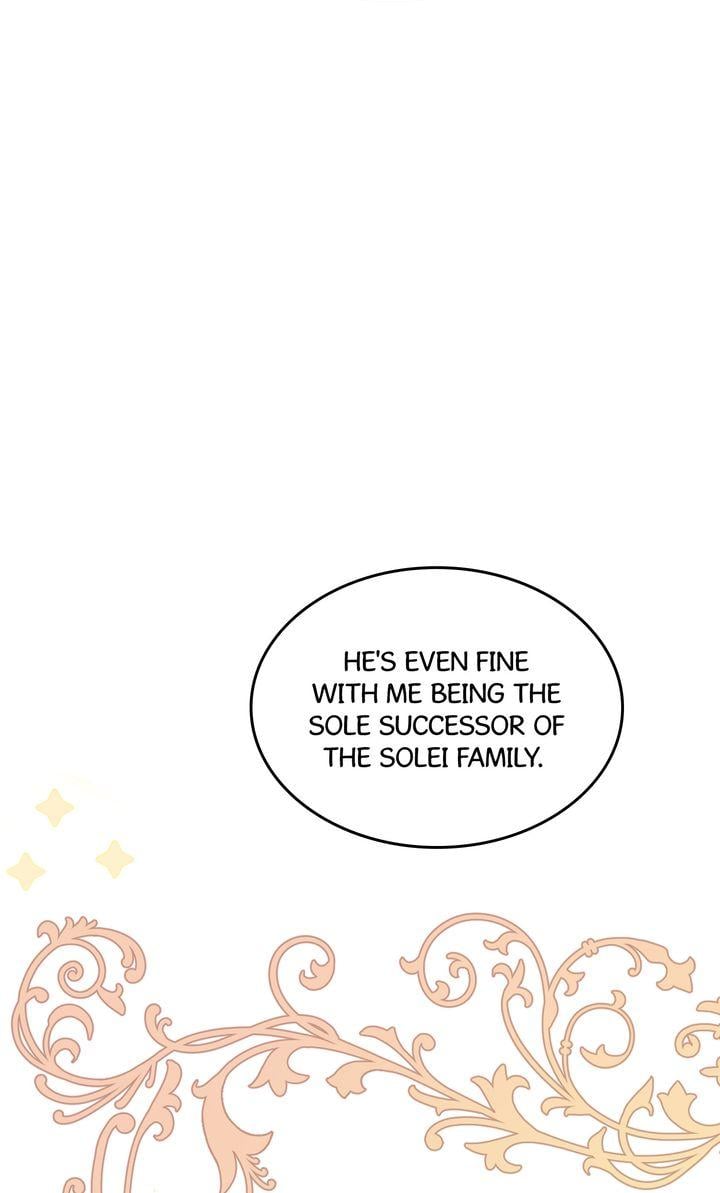 HE'S EVEN FINE
WITH ME BEING THE
SOLE SUCCESSOR OF
THE SOLEI FAMILY.